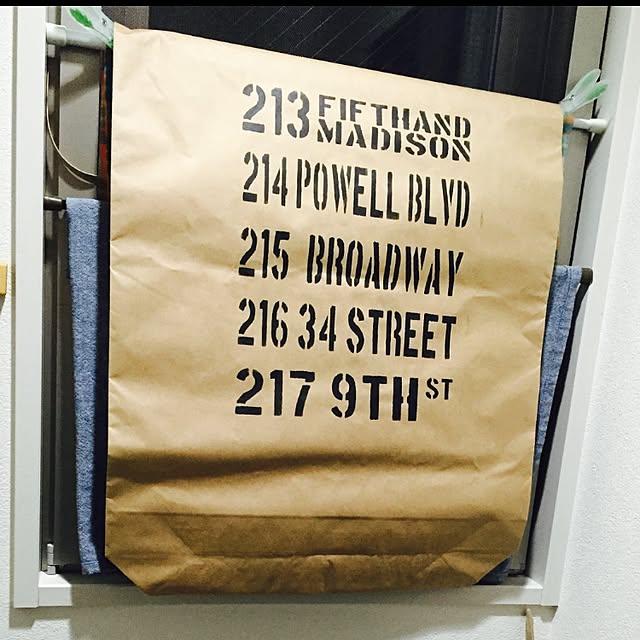 213 FIFTHAND
MADISON
214 POWELL BLVD
215 BROADWAY
216 34 STREET
217 9TH ST